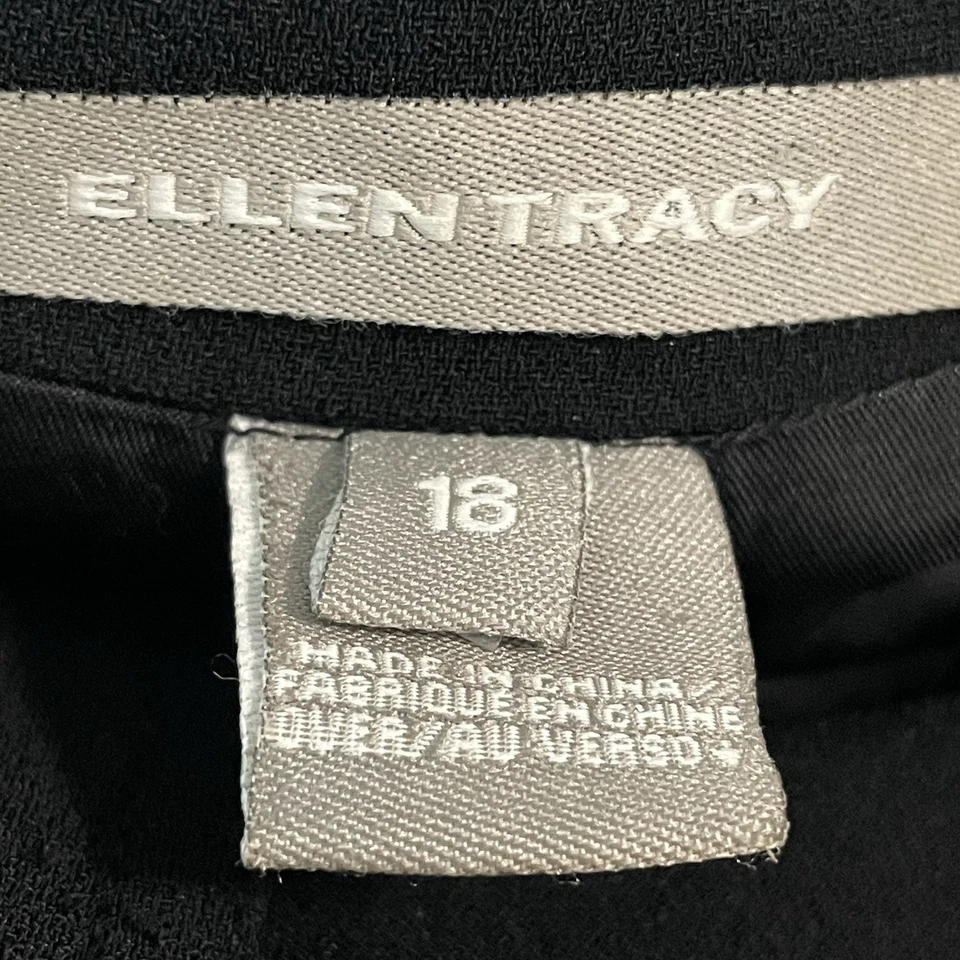 ELLEN TRACY
18
MADE IN CHINA/
FABRIQUE EN CHINE
OVER/AU VERSO